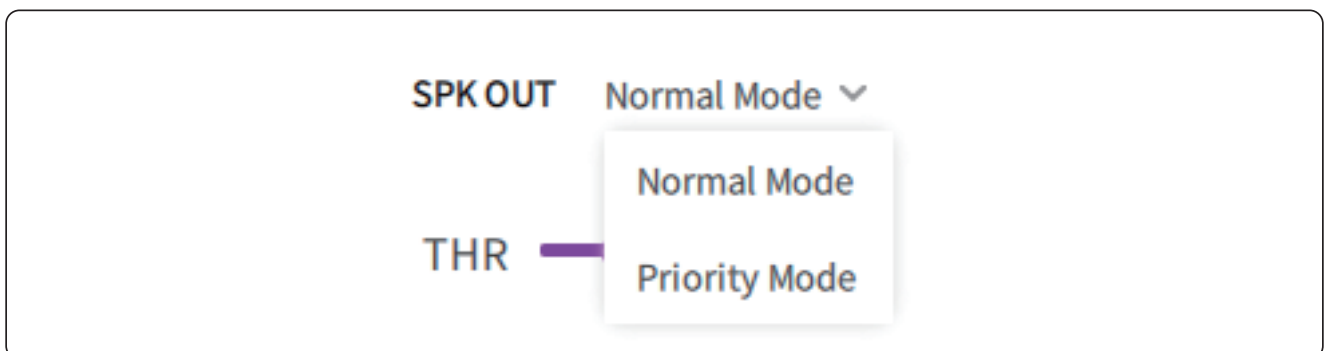 SPK OUT Normal Mode
Normal Mode
THR
Priority Mode